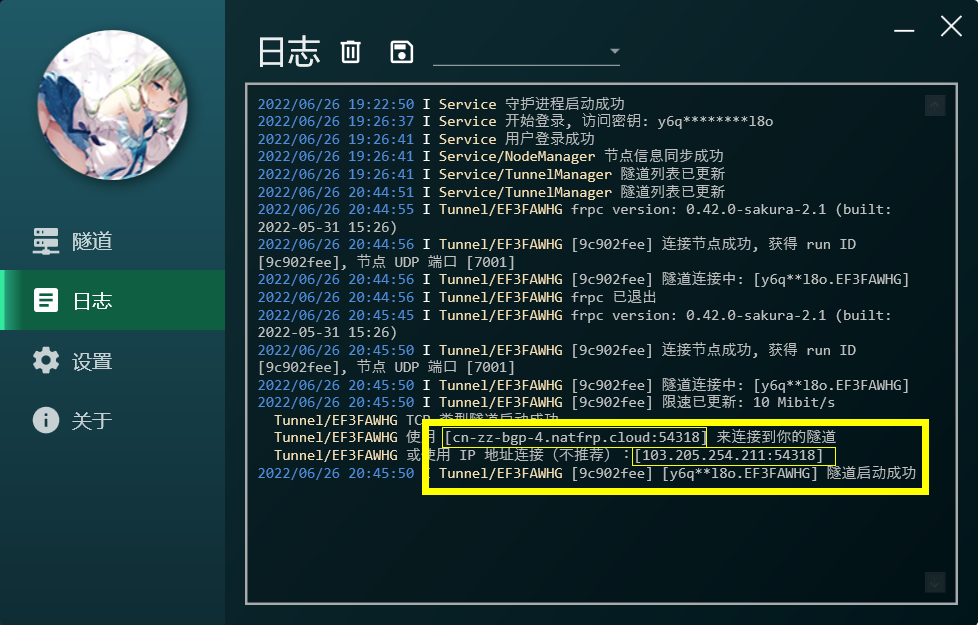 日志
隧道
日志
设置
关于
2022/06/26 19:22:50 I Service 守护进程启动成功
2022/06/26 19:26:37 I Service 开始登录, 访问密钥: y6q********l8o
2022/06/26 19:26:41 I Service 用户登录成功
2022/06/26 19:26:41 I Service/NodeManager 节点信息同步成功
2022/06/26 19:26:41 I Service/TunnelManager 隧道列表已更新
2022/06/26 20:44:51 I Service/TunnelManager 隧道列表已更新
2022/06/26 20:44:55 I Tunnel/EF3FAWHG frpc version: 0.42.0-sakura-2.1 (built:
2022-05-31 15:26)
2022/06/26 20:44:56 I Tunnel/EF3FAWHG [9c902fee] 连接节点成功, 获得 run ID
[9c902fee], 节点 UDP 端口 [7001]
2022/06/26 20:44:56 I Tunnel/EF3FAWHG [9c902fee] 隧道连接中: [y6q**l8o.EF3FAWHG]
2022/06/26 20:44:56 I Tunnel/EF3FAWHG frpc 已退出
2022/06/26 20:45:45 I Tunnel/EF3FAWHG frpc version: 0.42.0-sakura-2.1 (built:
2022-05-31 15:26)
2022/06/26 20:45:50 I Tunnel/EF3FAWHG [9c902fee] 连接节点成功, 获得 run ID
[9c902fee], 节点 UDP 端口 [7001]
2022/06/26 20:45:50 I Tunnel/EF3FAWHG [9c902fee] 隧道连接中: [y6q**l8o.EF3FAWHG]
2022/06/26 20:45:50 I Tunnel/EF3FAWHG [9c902fee] 限速已更新: 10 Mibit/s
Tunnel/EF3FAWHG TCP 类型隧道启动成功
Tunnel/EF3FAWHG 使用 [cn-zz-bgp-4.natfrp.cloud:54318] 来连接到你的隧道
Tunnel/EF3FAWHG 或使用 IP 地址连接（不推荐）：[103.205.254.211:54318]
2022/06/26 20:45:50 I Tunnel/EF3FAWHG [9c902fee] [y6q**l8o.EF3FAWHG] 隧道启动成功